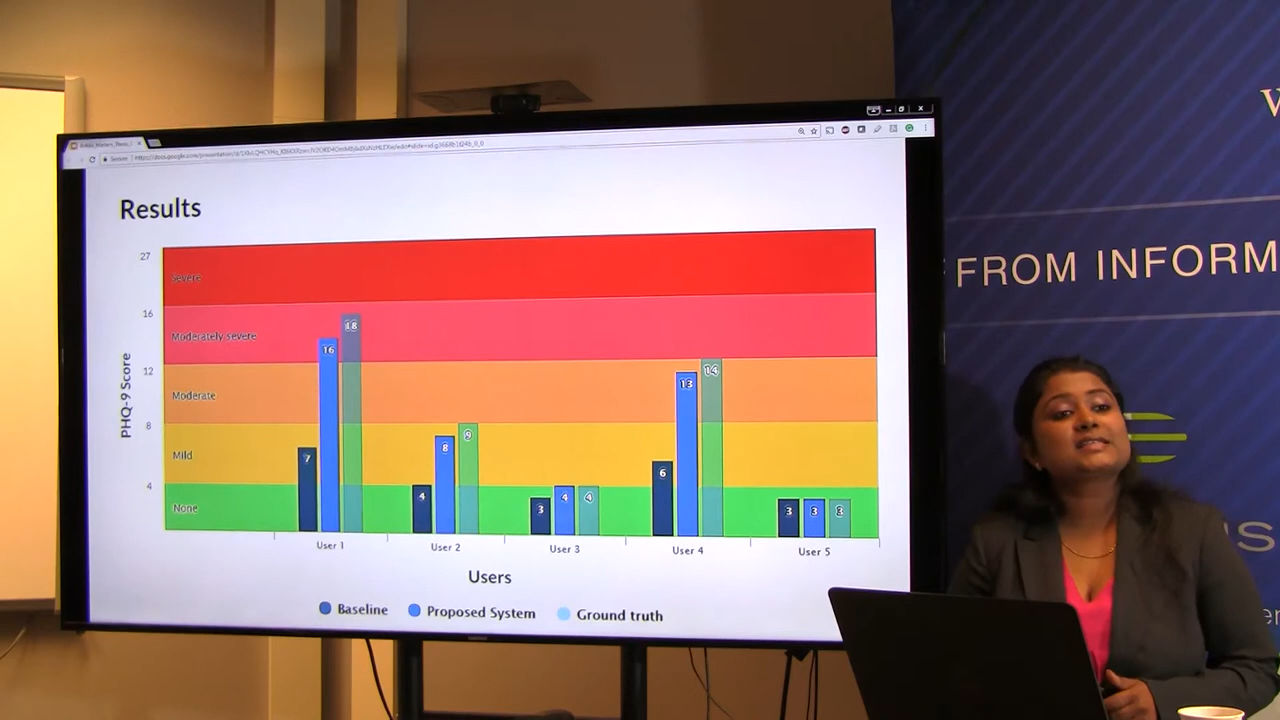 Secure
Results
27
Severe
16
Moderately severe
12
Moderate
8
Mild
4
None
PHQ-9 Score
7
16
18
4
8
9
3
4
4
6
13
14
3
3
3
User 1
User 2
User 3
User 4
User 5
Users
Baseline
Proposed System
Ground truth
FROM INFORM